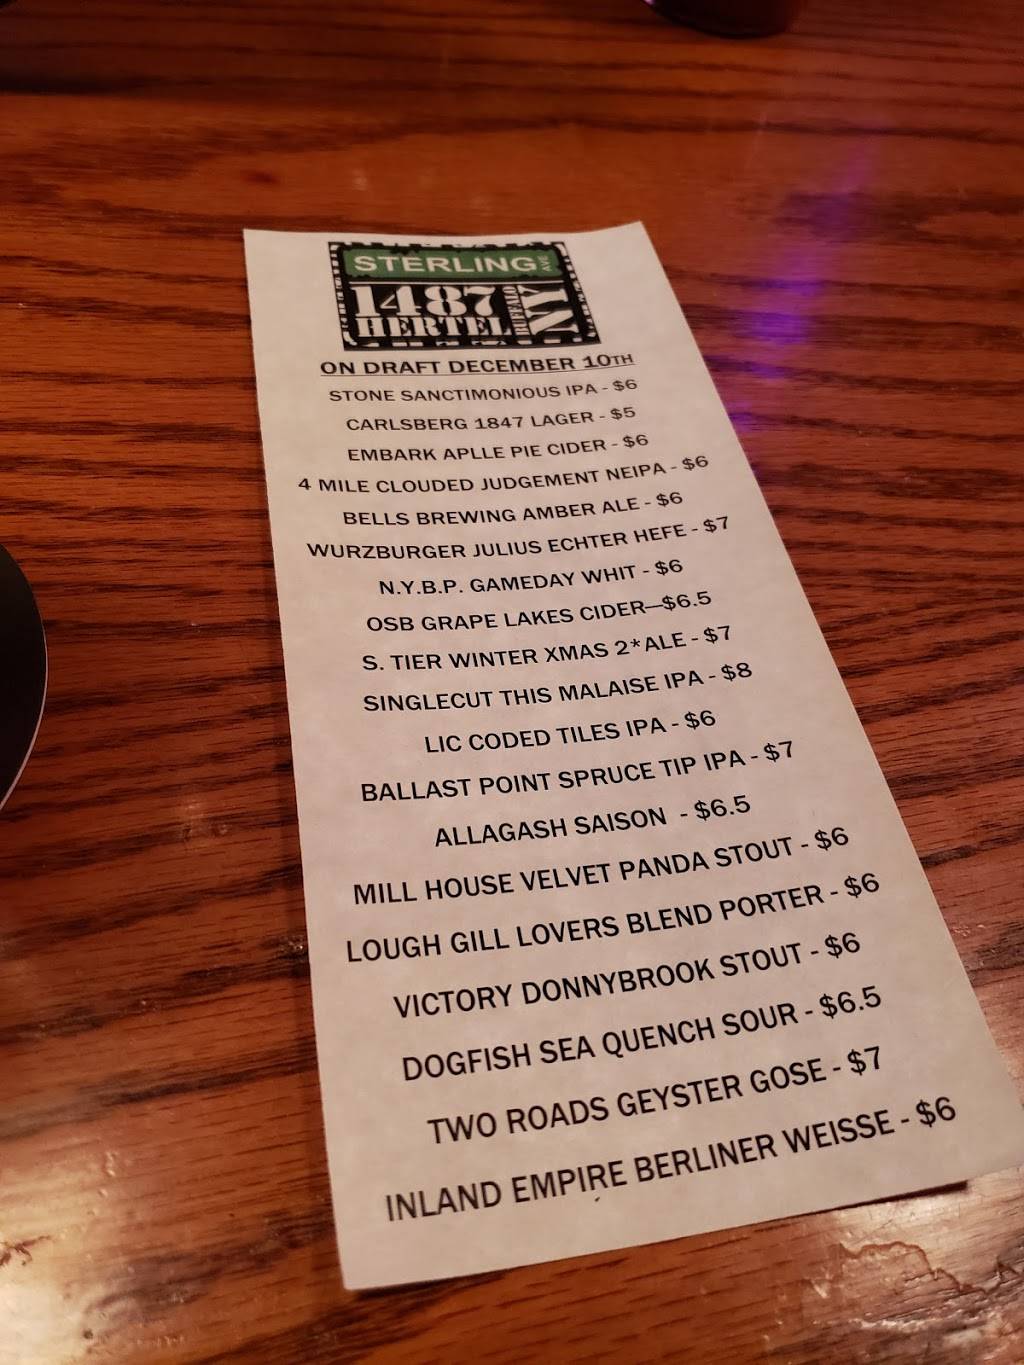 STERLING AVE
1487
HERTEL
BUFFALO
NY
ON DRAFT DECEMBER 10TH
STONE SANCTIMONIOUS IPA - $6
CARLSBERG 1847 LAGER - $5
EMBARK APLLE PIE CIDER - $6
4 MILE CLOUDED JUDGEMENT NEIPA - $6
BELLS BREWING AMBER ALE - $6
WURZBURGER JULIUS ECHTER HEFE - $7
N.Y.B.P. GAMEDAY WHIT - $6
OSB GRAPE LAKES CIDER—$6.5
S. TIER WINTER XMAS 2*ALE - $7
SINGLECUT THIS MALAISE IPA - $8
LIC CODED TILES IPA - $6
BALLAST POINT SPRUCE TIP IPA - $7
ALLAGASH SAISON - $6.5
MILL HOUSE VELVET PANDA STOUT - $6
LOUGH GILL LOVERS BLEND PORTER - $6
VICTORY DONNYBROOK STOUT - $6
DOGFISH SEA QUENCH SOUR - $6.5
TWO ROADS GEYSTER GOSE - $7
INLAND EMPIRE BERLINER WEISSE - $6